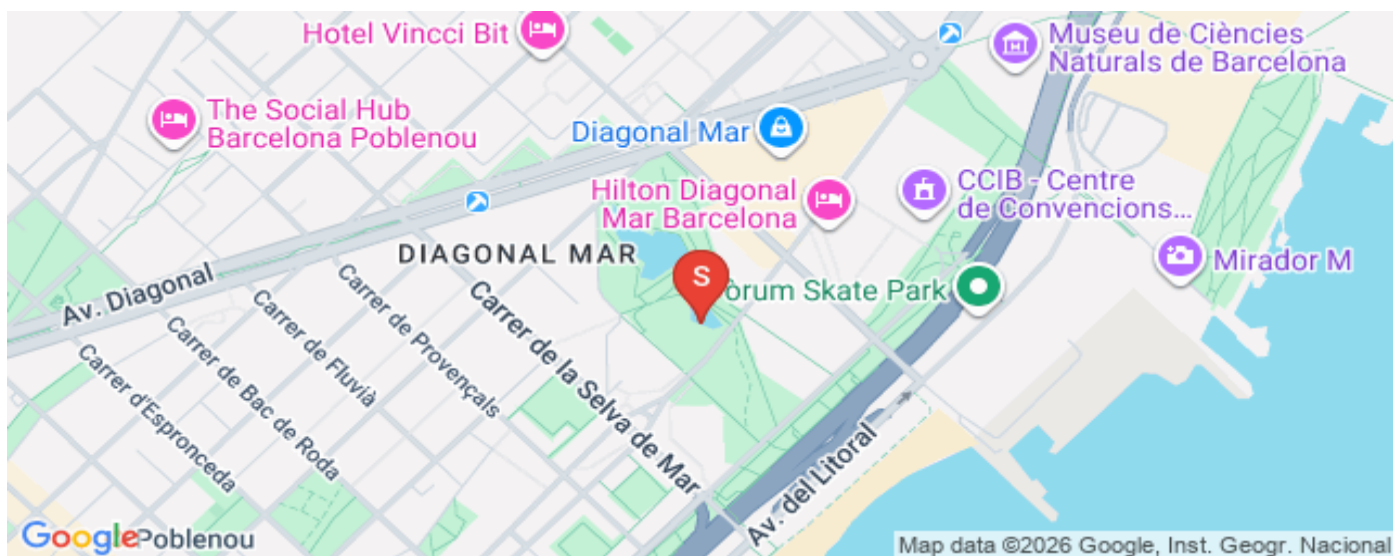 Hotel Vincci Bit
Museu de Ciències
Naturals de Barcelona
The Social Hub
Barcelona Poblenou
Diagonal Mar
Hilton Diagonal
Mar Barcelona
CCIB - Centre
de Convencions...
DIAGONAL MAR
Mirador M
S
òrum Skate Park
Av. Diagonal
Carrer de la Selva de Mar
Carrer de Provençals
Carrer de Fluvià
Carrer de Bac de Roda
Carrer d'Espronceda
Av. del Litoral
Google
Poblenou
Map data ©2026 Google, Inst. Geogr. Nacional